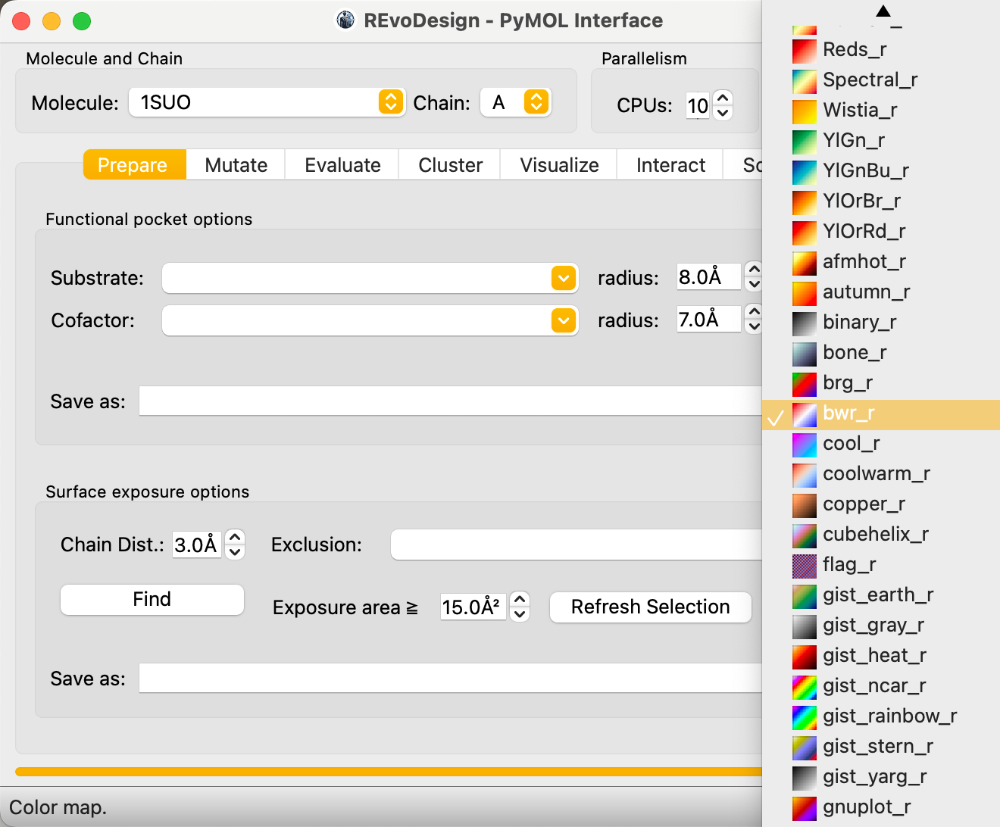 REvoDesign - PyMOL Interface
Molecule and Chain
Parallelism
Molecule: 1SUO Chain: A
CPUs: 10
Prepare Mutate Evaluate Cluster Visualize Interact
Functional pocket options
Substrate: radius: 8.0Å
Cofactor: radius: 7.0Å
Save as:
Surface exposure options
Chain Dist.: 3.0Å Exclusion:
Find
Exposure area ≧ 15.0Å² Refresh Selection
Save as:
Color map.
Reds_r
Spectral_r
Wistia_r
YlGn_r
YlGnBu_r
YlOrBr_r
YlOrRd_r
afmhot_r
autumn_r
binary_r
bone_r
brg_r
bwr_r
cool_r
coolwarm_r
copper_r
cubehelix_r
flag_r
gist_earth_r
gist_gray_r
gist_heat_r
gist_ncar_r
gist_rainbow_r
gist_stern_r
gist_yarg_r
gnuplot_r